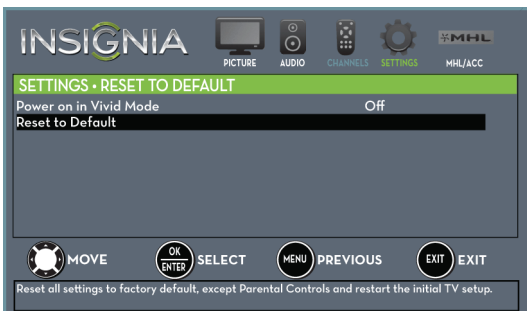 INSIGNIA
PICTURE AUDIO CHANNELS SETTINGS MHL MHL/ACC
SETTINGS • RESET TO DEFAULT
Power on in Vivid Mode Off
Reset to Default
MOVE OK ENTER SELECT MENU PREVIOUS EXIT EXIT
Reset all settings to factory default, except Parental Controls and restart the initial TV setup.